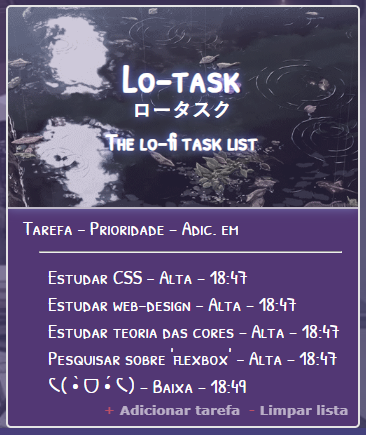 Lo-task
ロータスク
The lo-fi task list
Tarefa - Prioridade - Adic. em
Estudar CSS - Alta - 18:47
Estudar web-design - Alta - 18:47
Estudar teoria das cores - Alta - 18:47
Pesquisar sobre 'flexbox' - Alta - 18:47
ㄟ( •́ ᗜ •̀ ㄟ) - Baixa - 18:49
+ Adicionar tarefa - Limpar lista